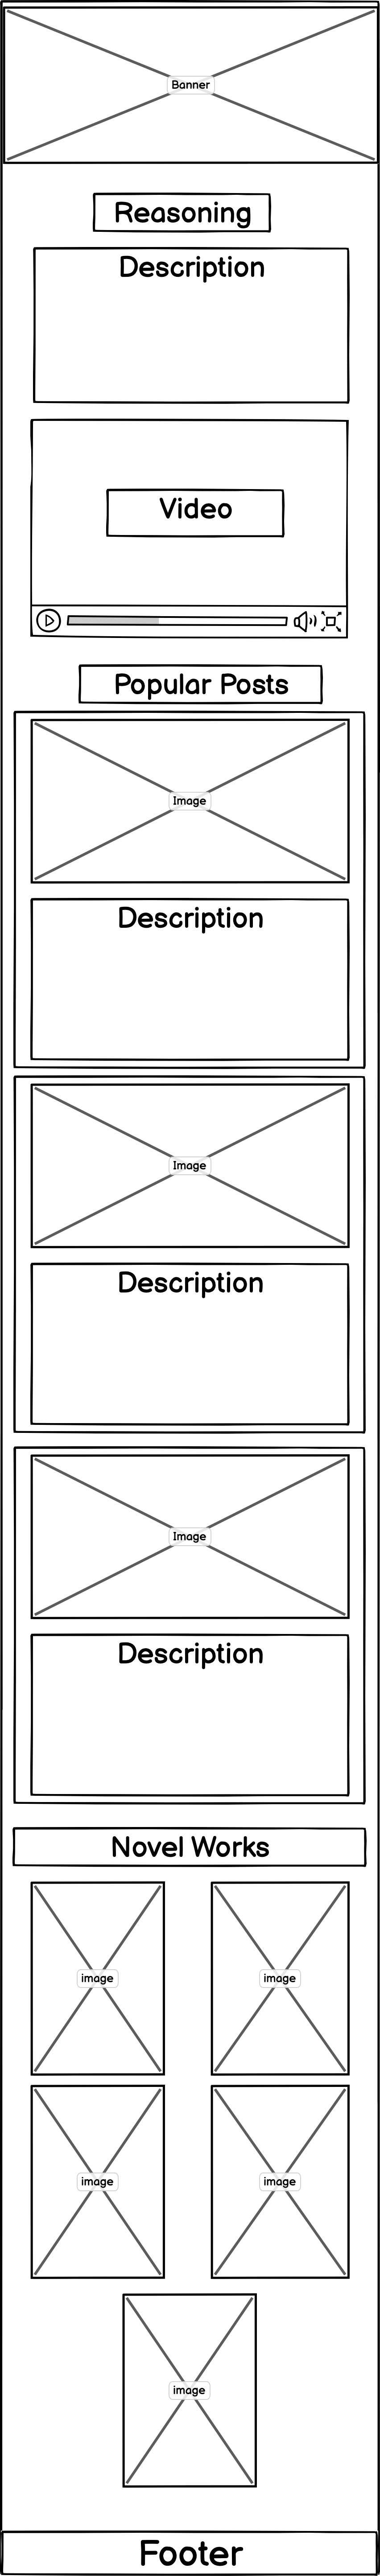 Banner
Reasoning
Description
Video
Popular Posts
Image
Description
Image
Description
Image
Description
Novel Works
image
image
image
image
image
Footer